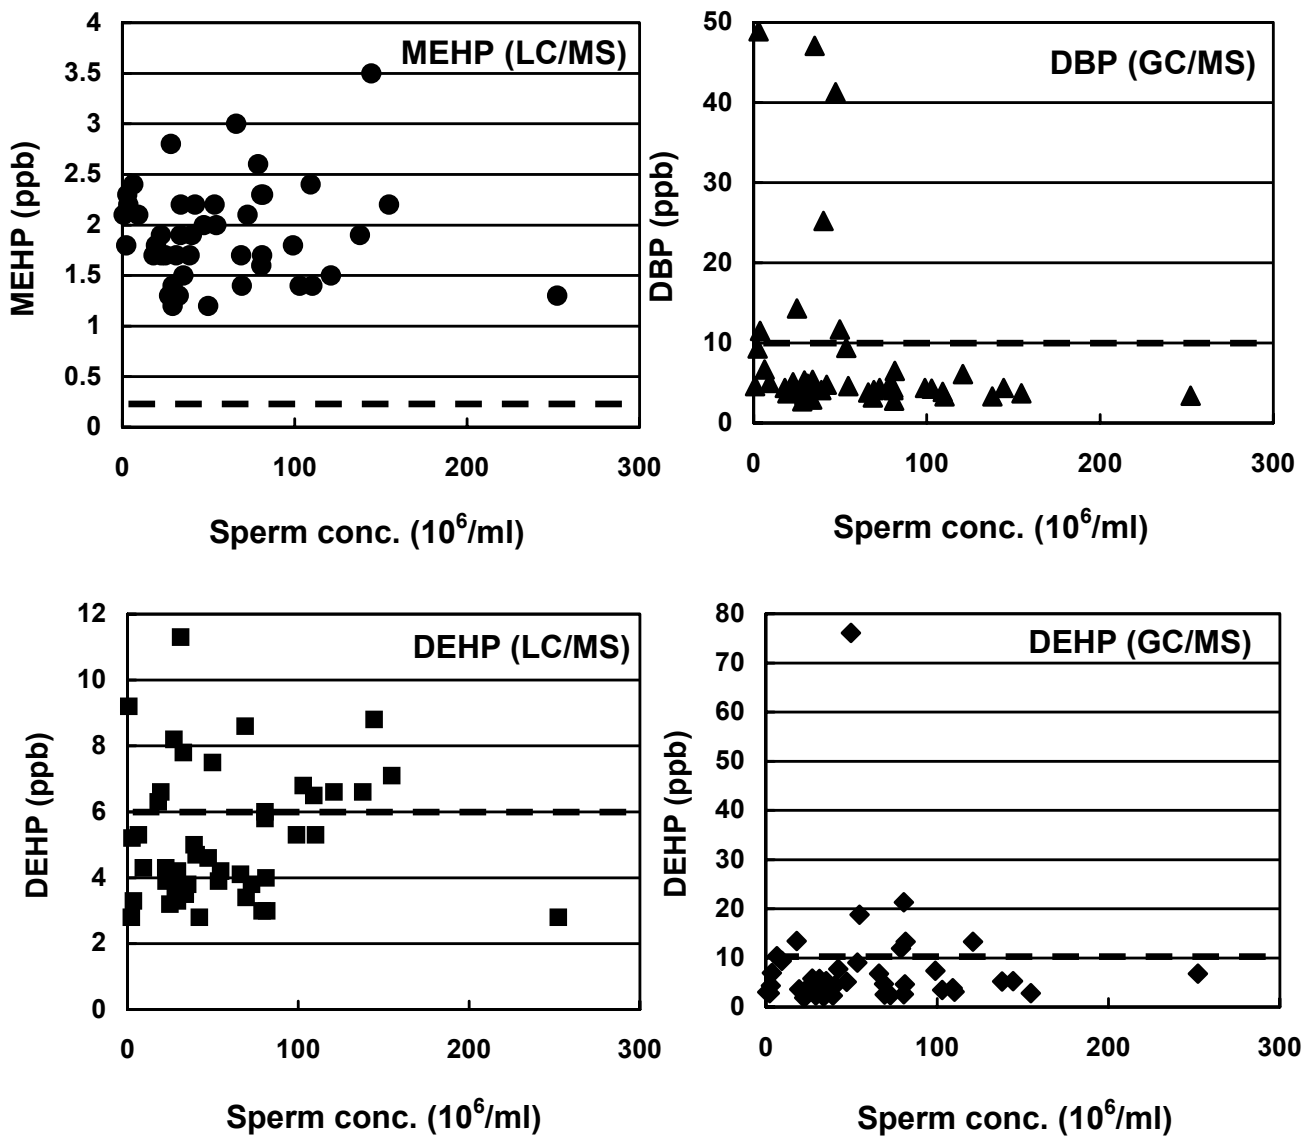 4
3.5
3
2.5
2
1.5
1
0.5
0
MEHP (ppb)
MEHP (LC/MS)
0 100 200 300
Sperm conc. (10⁶/ml)
50
40
30
20
10
0
DBP (ppb)
DBP (GC/MS)
0 100 200 300
Sperm conc. (10⁶/ml)
12
10
8
6
4
2
0
DEHP (ppb)
DEHP (LC/MS)
0 100 200 300
Sperm conc. (10⁶/ml)
80
70
60
50
40
30
20
10
0
DEHP (ppb)
DEHP (GC/MS)
0 100 200 300
Sperm conc. (10⁶/ml)